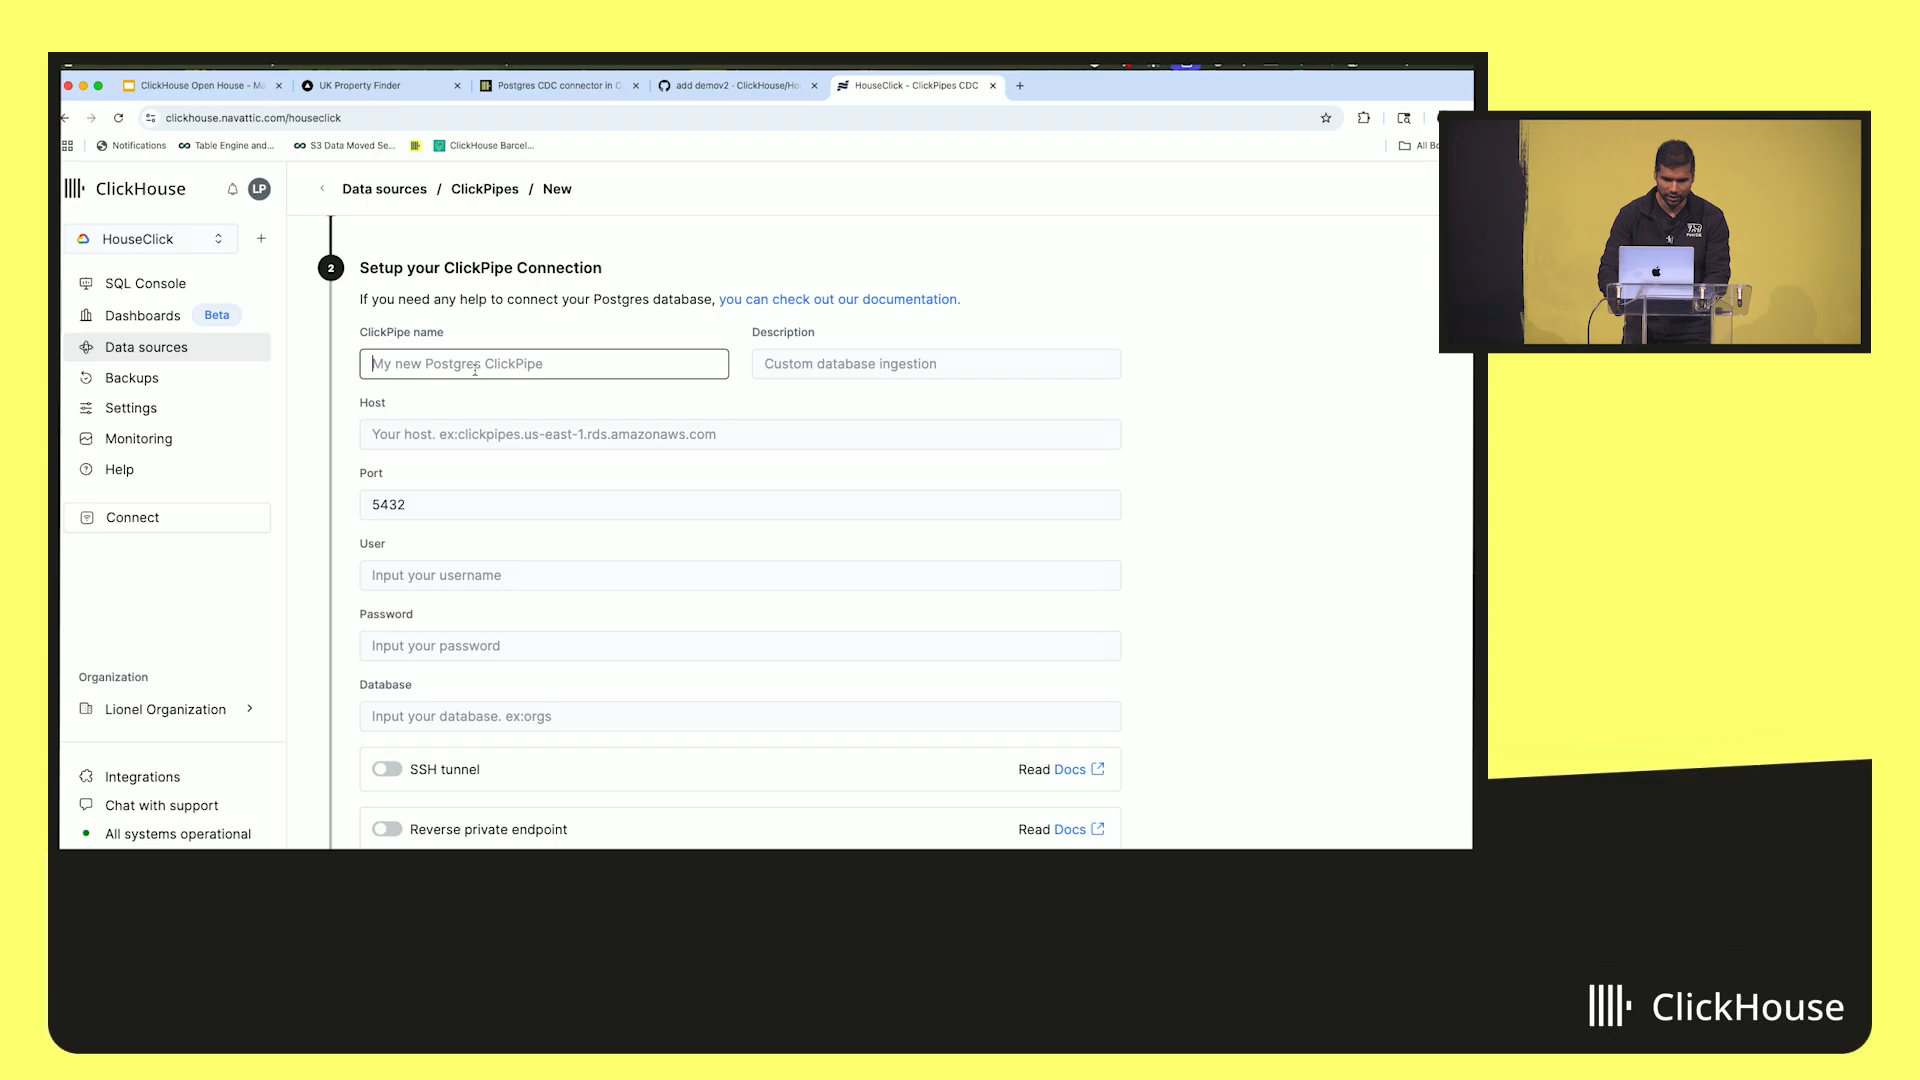 ClickHouse Open House - Ma
UK Property Finder
Postgres CDC connector in C
add demov2 · ClickHouse/Ho
HouseClick - ClickPipes CDC
clickhouse.navattic.com/houseclick
Notifications
Table Engine and...
S3 Data Moved Se...
ClickHouse Barcel...
All Bo
ClickHouse
LP
Data sources / ClickPipes / New
HouseClick
SQL Console
Dashboards Beta
Data sources
Backups
Settings
Monitoring
Help
Connect
Organization
Lionel Organization
Integrations
Chat with support
All systems operational
2
Setup your ClickPipe Connection
If you need any help to connect your Postgres database, you can check out our documentation.
ClickPipe name
Description
My new Postgres ClickPipe
Custom database ingestion
Host
Your host. ex:clickpipes.us-east-1.rds.amazonaws.com
Port
5432
User
Input your username
Password
Input your password
Database
Input your database. ex:orgs
SSH tunnel
Read Docs
Reverse private endpoint
Read Docs
ClickHouse